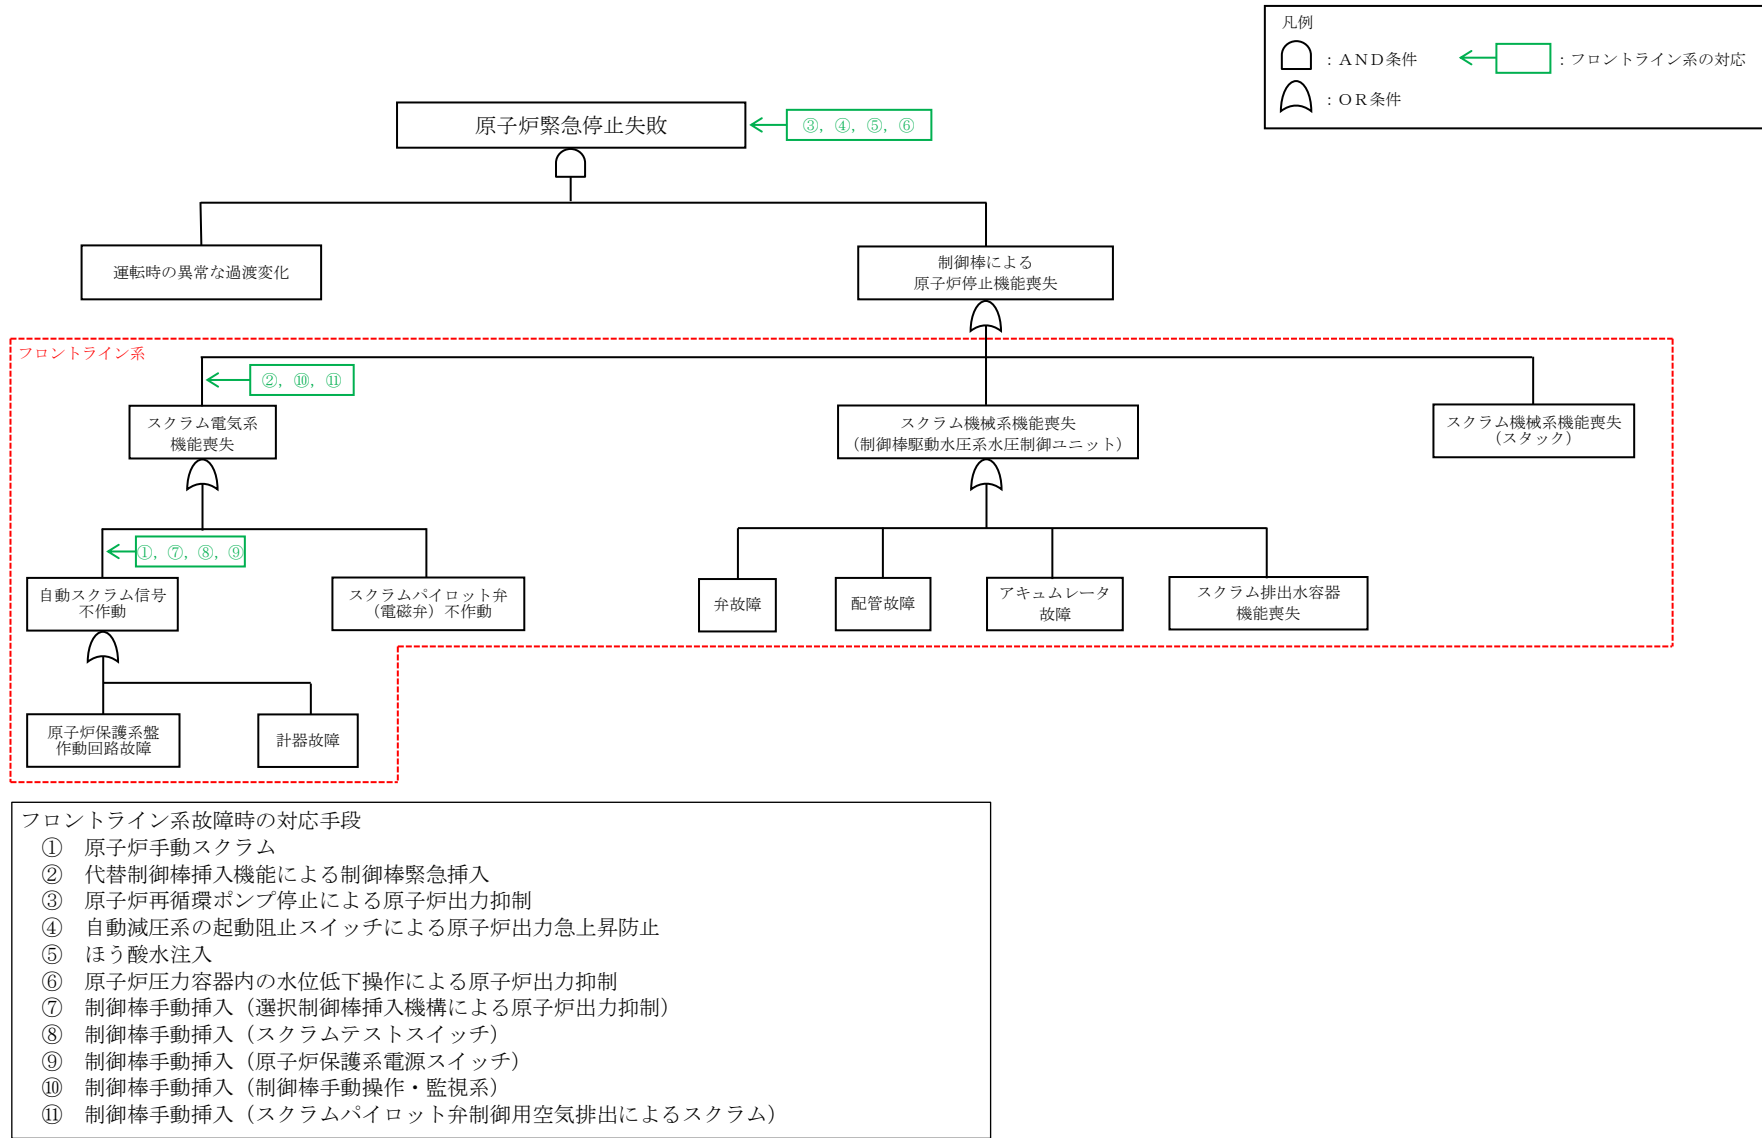 凡例
：ＡＮＤ条件
：フロントライン系の対応
：ＯＲ条件
原子炉緊急停止失敗
③，④，⑤，⑥
運転時の異常な過渡変化
制御棒による
原子炉停止機能喪失
フロントライン系
②，⑩，⑪
スクラム電気系
機能喪失
スクラム機械系機能喪失
（制御棒駆動水圧系水圧制御ユニット）
スクラム機械系機能喪失
（スタック）
①，⑦，⑧，⑨
自動スクラム信号
不作動
スクラムパイロット弁
（電磁弁）不作動
弁故障
配管故障
アキュムレータ
故障
スクラム排出水容器
機能喪失
原子炉保護系盤
作動回路故障
計器故障
フロントライン系故障時の対応手段
①　原子炉手動スクラム
②　代替制御棒挿入機能による制御棒緊急挿入
③　原子炉再循環ポンプ停止による原子炉出力抑制
④　自動減圧系の起動阻止スイッチによる原子炉出力急上昇防止
⑤　ほう酸水注入
⑥　原子炉圧力容器内の水位低下操作による原子炉出力抑制
⑦　制御棒手動挿入（選択制御棒挿入機構による原子炉出力抑制）
⑧　制御棒手動挿入（スクラムテストスイッチ）
⑨　制御棒手動挿入（原子炉保護系電源スイッチ）
⑩　制御棒手動挿入（制御棒手動操作・監視系）
⑪　制御棒手動挿入（スクラムパイロット弁制御用空気排出によるスクラム）